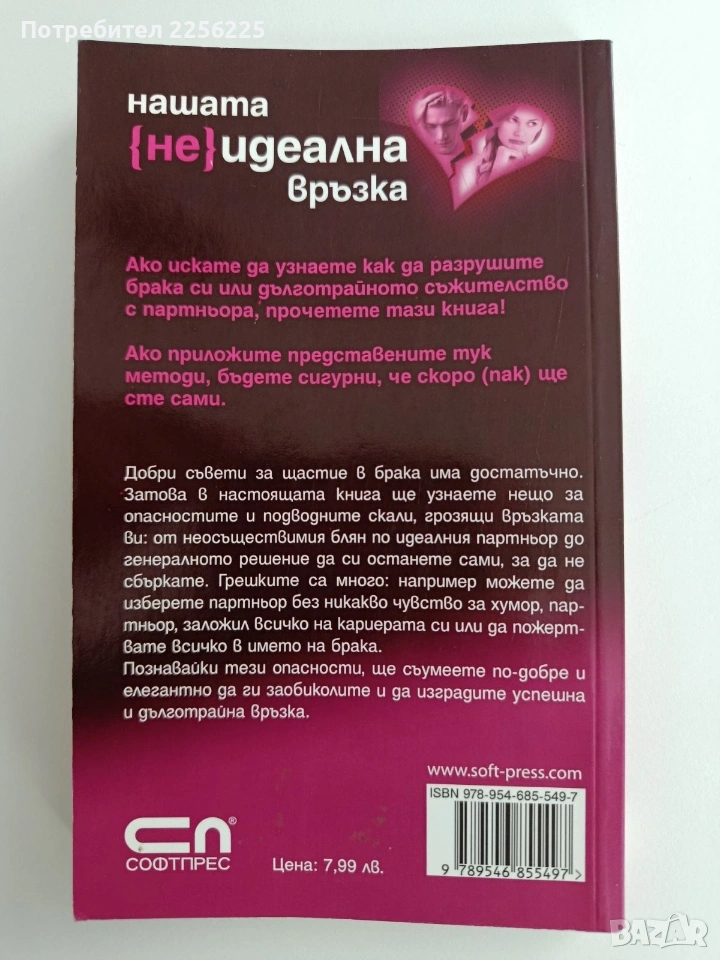 Потребител 2256225
нашата
{не}идеална
връзка
Ако искате да узнаете как да разрушите
брака си или дълготрайното съжителство
с партньора, прочетете тази книга!
Ако приложите представените тук
методи, бъдете сигурни, че скоро (пак) ще
сте сами.
Добри съвети за щастие в брака има достатъчно.
Затова в настоящата книга ще узнаете нещо за
опасностите и подводните скали, грозящи връзката
ви: от неосъществимия блян по идеалния партньор до
генералното решение да си останете сами, за да не
сбъркате. Грешките са много: например можете да
изберете партньор без никакво чувство за хумор, пар-
тньор, заложил всичко на кариерата си или да пожерт-
вате всичко в името на брака.
Познавайки тези опасности, ще съумеете по-добре и
елегантно да ги заобиколите и да изградите успешна
и дълготрайна връзка.
www.soft-press.com
ISBN 978-954-685-549-7
9 789546 855497
сп®
СОФТПРЕС
Цена: 7,99 лв.
BAZAR